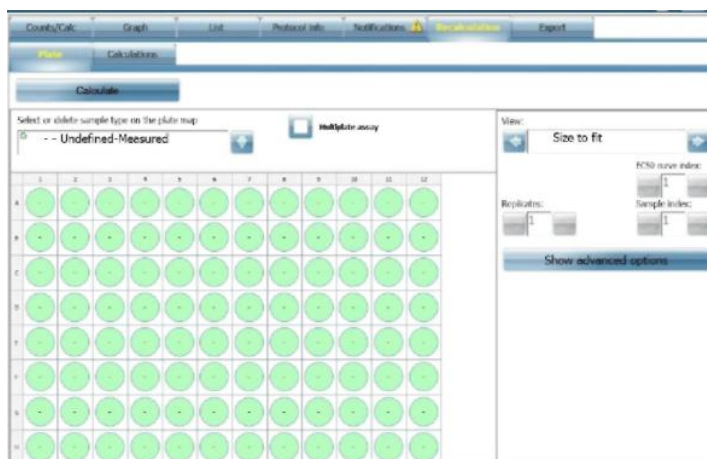 Counts/Calc Graph List Protocol info Notifications Recalculation Export
Plate Calculations
Calculate
Select or delete sample type on the plate map
- - Undefined-Measured
Multiplate assay
View:
Size to fit
EC50 curve index:
1
Replicates:
1
Sample index:
1
Show advanced options
1 2 3 4 5 6 7 8 9 10 11 12
A - - - - - - - - - - - -
B - - - - - - - - - - - -
C - - - - - - - - - - - -
D - - - - - - - - - - - -
E - - - - - - - - - - - -
F - - - - - - - - - - - -
G - - - - - - - - - - - -
H - - - - - - - - - - - -